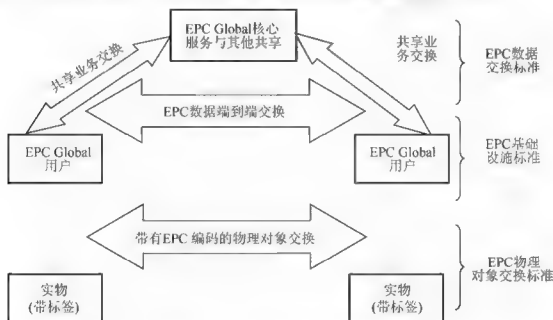 EPC Global核心
服务与其他共享
共享业务交换
共享业
务交换
EPC数据
交换标准
EPC数据端到端交换
EPC Global
用户
EPC Global
用户
EPC基础
设施标准
带有EPC 编码的物理对象交换
EPC物理
对象交换标准
实物
(带标签)
实物
(带标签)